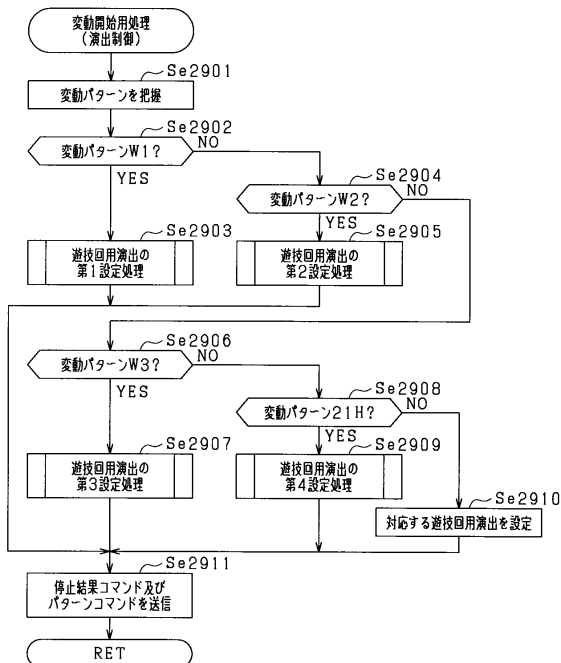 変動開始用処理
(演出制御)
Se2901
変動パターンを把握
Se2902
変動パターンW1?
NO
YES
Se2904
変動パターンW2?
NO
YES
Se2903
遊技回用演出の
第1設定処理
Se2905
遊技回用演出の
第2設定処理
Se2906
変動パターンW3?
NO
YES
Se2908
変動パターン21H?
NO
YES
Se2907
遊技回用演出の
第3設定処理
Se2909
遊技回用演出の
第4設定処理
Se2910
対応する遊技回用演出を設定
Se2911
停止結果コマンド及び
パターンコマンドを送信
RET